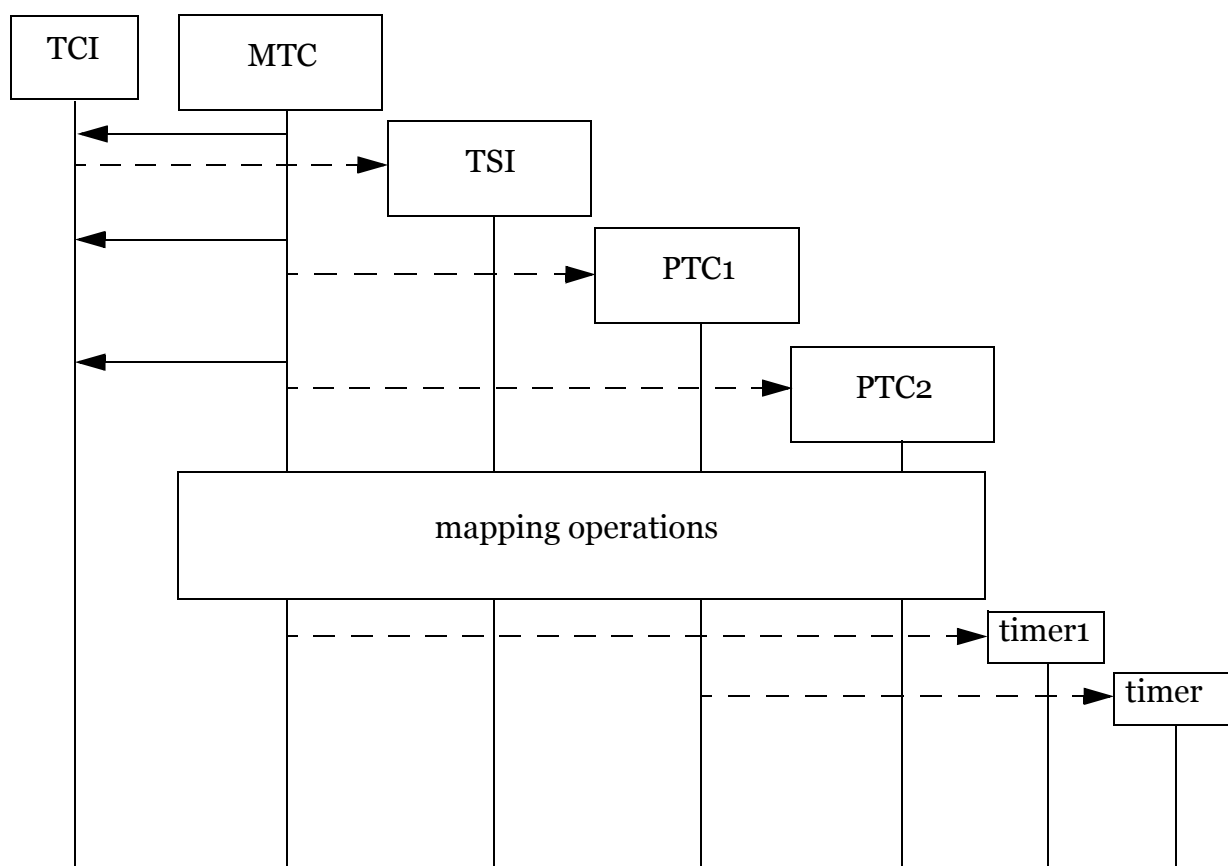 TCI
MTC
TSI
PTC1
PTC2
mapping operations
timer1
timer